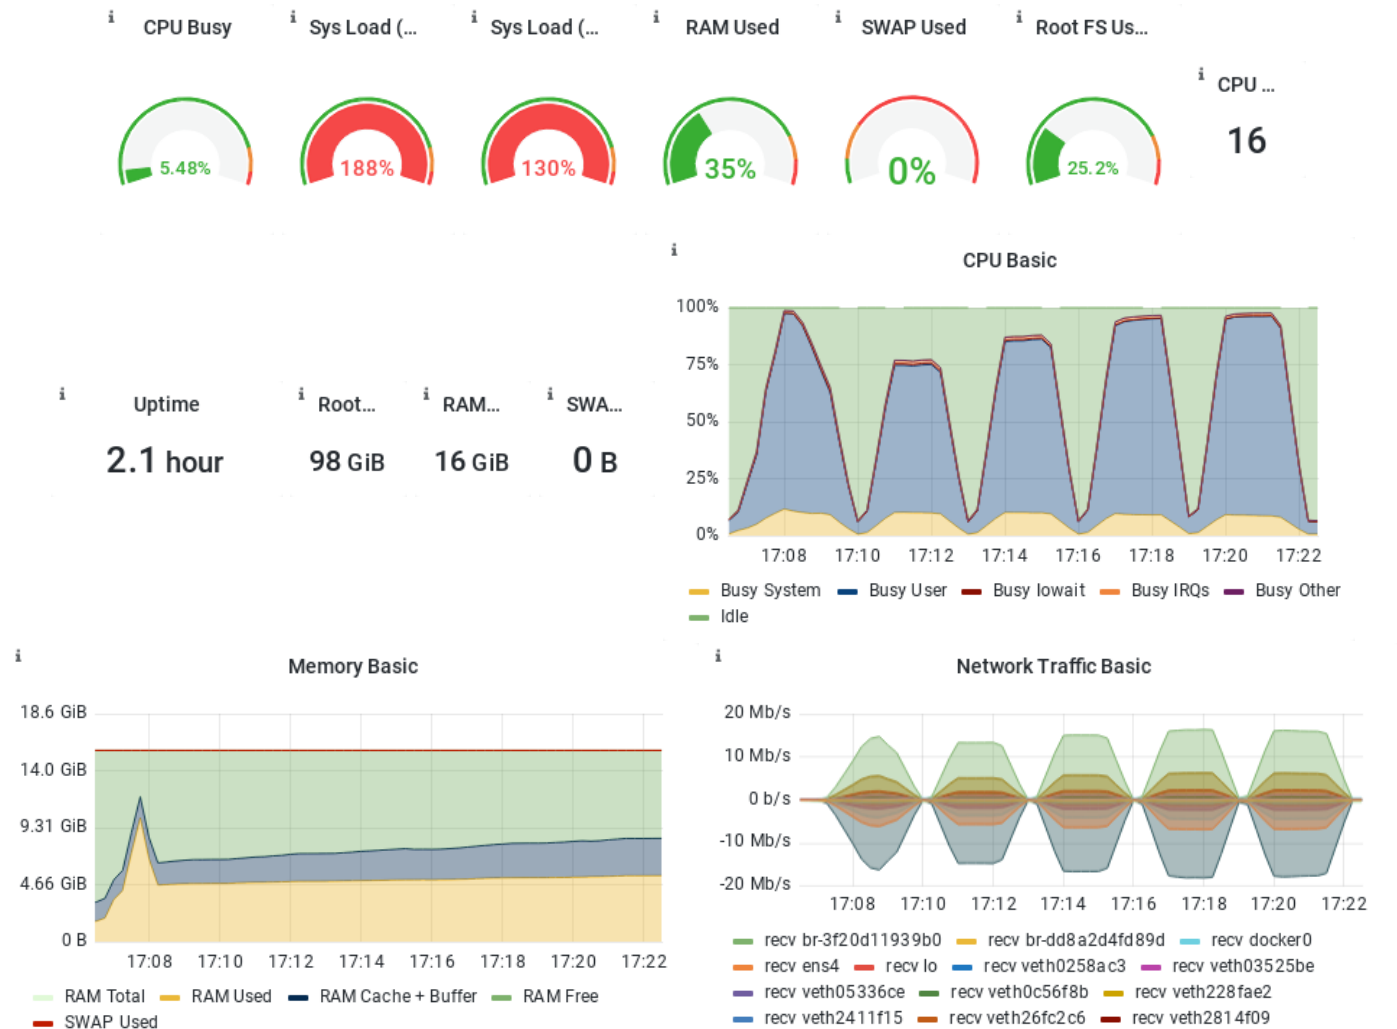 CPU Busy
Sys Load (...
Sys Load (...
RAM Used
SWAP Used
Root FS Us...
CPU ...
5.48%
188%
130%
35%
0%
25.2%
16
CPU Basic
100%
75%
50%
25%
0%
17:08 17:10 17:12 17:14 17:16 17:18 17:20 17:22
Busy System Busy User Busy Iowait Busy IRQs Busy Other
Idle
Uptime
2.1 hour
Root...
98 GiB
RAM...
16 GiB
SWA...
0 B
Memory Basic
18.6 GiB
14.0 GiB
9.31 GiB
4.66 GiB
0 B
17:08 17:10 17:12 17:14 17:16 17:18 17:20 17:22
RAM Total RAM Used RAM Cache + Buffer RAM Free
SWAP Used
Network Traffic Basic
20 Mb/s
10 Mb/s
0 b/s
-10 Mb/s
-20 Mb/s
17:08 17:10 17:12 17:14 17:16 17:18 17:20 17:22
recv br-3f20d11939b0 recv br-dd8a2d4fd89d recv docker0
recv ens4 recv lo recv veth0258ac3 recv veth03525be
recv veth05336ce recv veth0c56f8b recv veth228fae2
recv veth2411f15 recv veth26fc2c6 recv veth2814f09